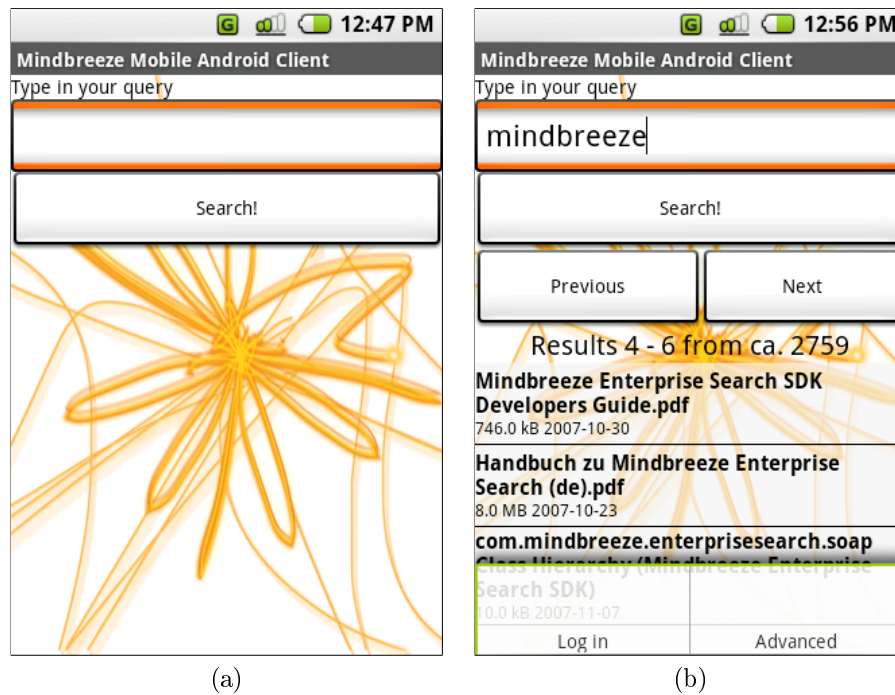 12:47 PM
Mindbreeze Mobile Android Client
Type in your query
Search!
(a)
12:56 PM
Mindbreeze Mobile Android Client
Type in your query
mindbreeze
Search!
Previous Next
Results 4 - 6 from ca. 2759
Mindbreeze Enterprise Search SDK
Developers Guide.pdf
746.0 kB 2007-10-30
Handbuch zu Mindbreeze Enterprise
Search (de).pdf
8.0 MB 2007-10-23
com.mindbreeze.enterprisesearch.soap
Class Hierarchy (Mindbreeze Enterprise
Search SDK)
10.0 kB 2007-11-07
Log in Advanced
(b)